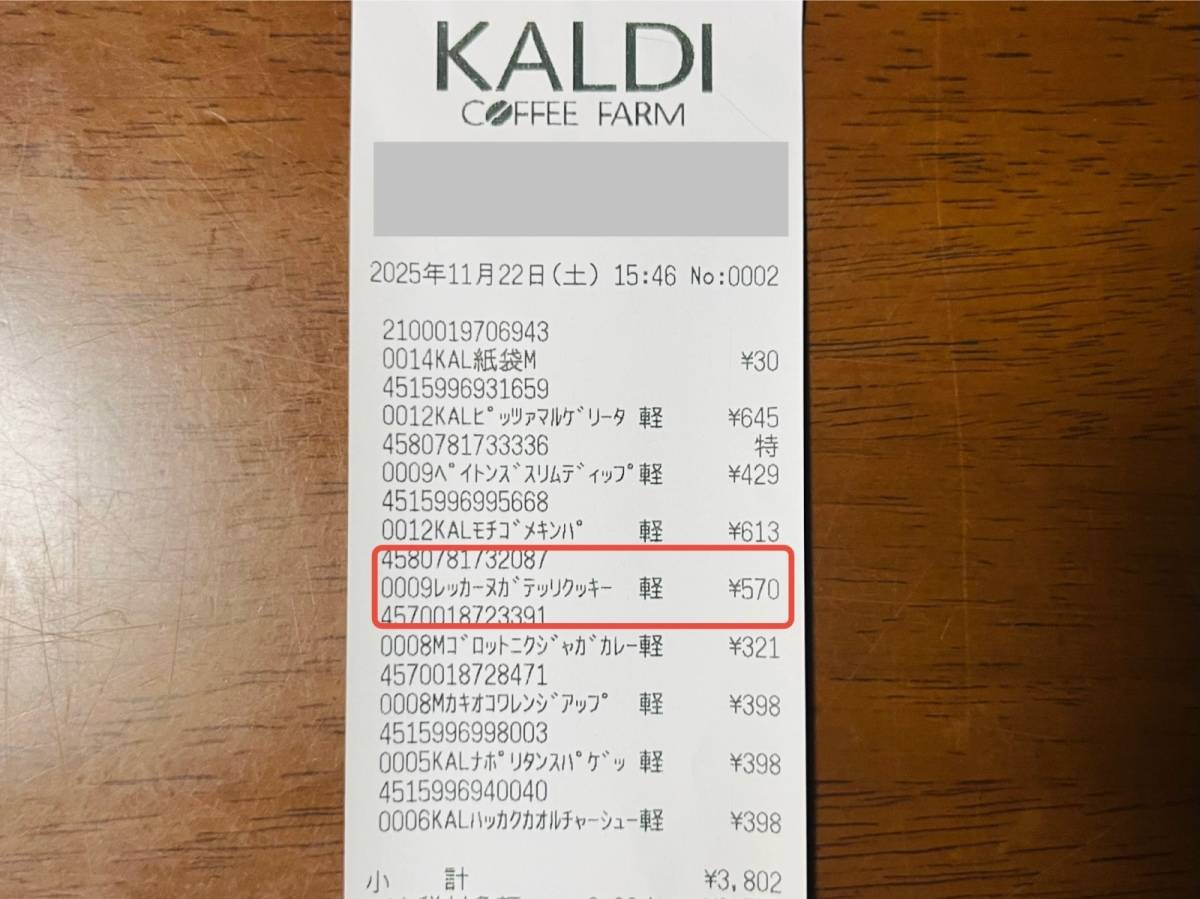 KALDI
COFFEE FARM
2025年11月22日(土) 15:46 No:0002
2100019706943
0014KAL紙袋M ¥30
4515996931659
0012KALﾋﾟｯﾂｧﾏﾙｹﾞﾘｰﾀ 軽 ¥645
4580781733336 特
0009ﾍﾟｲﾄﾝｽﾞｽﾘﾑﾃﾞｨｯﾌﾟ軽 ¥429
4515996995668
0012KALﾓﾁｺﾞﾒｷﾝﾊﾟ 軽 ¥613
4580781732087
0009ﾚｯｶｰﾇｶﾞﾃｯﾘｸｯｷｰ 軽 ¥570
4570018723391
0008Mｺﾞﾛｯﾄﾆｸｼﾞｬｶﾞｶﾚｰ軽 ¥321
4570018728471
0008Mｶｷｵｺﾜﾚﾝｼﾞｱｯﾌﾟ 軽 ¥398
4515996998003
0005KALﾅﾎﾟﾘﾀﾝｽﾊﾟｹﾞｯ 軽 ¥398
4515996940040
0006KALﾊｯｶｸｶｵﾙﾁｬｰｼｭｰ軽 ¥398
小 計 ¥3,802